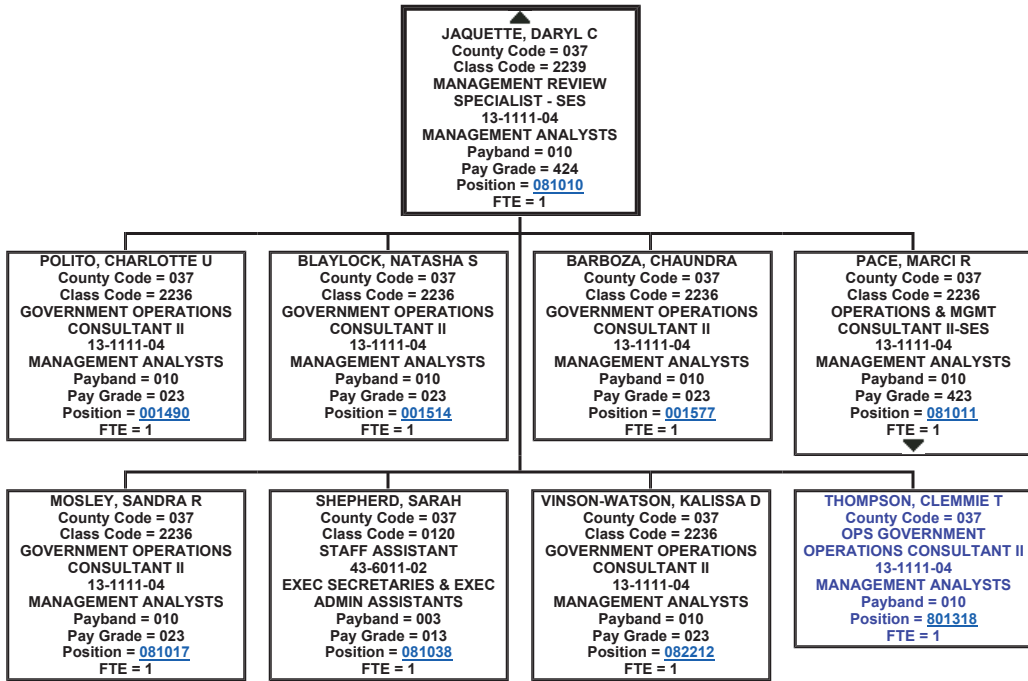 JAQUETTE, DARYL C
County Code = 037
Class Code = 2239
MANAGEMENT REVIEW
SPECIALIST - SES
13-1111-04
MANAGEMENT ANALYSTS
Payband = 010
Pay Grade = 424
Position = 081010
FTE = 1
POLITO, CHARLOTTE U
County Code = 037
Class Code = 2236
GOVERNMENT OPERATIONS
CONSULTANT II
13-1111-04
MANAGEMENT ANALYSTS
Payband = 010
Pay Grade = 023
Position = 001490
FTE = 1
BLAYLOCK, NATASHA S
County Code = 037
Class Code = 2236
GOVERNMENT OPERATIONS
CONSULTANT II
13-1111-04
MANAGEMENT ANALYSTS
Payband = 010
Pay Grade = 023
Position = 001514
FTE = 1
BARBOZA, CHAUNDRA
County Code = 037
Class Code = 2236
GOVERNMENT OPERATIONS
CONSULTANT II
13-1111-04
MANAGEMENT ANALYSTS
Payband = 010
Pay Grade = 023
Position = 001577
FTE = 1
PACE, MARCI R
County Code = 037
Class Code = 2236
OPERATIONS & MGMT
CONSULTANT II-SES
13-1111-04
MANAGEMENT ANALYSTS
Payband = 010
Pay Grade = 423
Position = 081011
FTE = 1
MOSLEY, SANDRA R
County Code = 037
Class Code = 2236
GOVERNMENT OPERATIONS
CONSULTANT II
13-1111-04
MANAGEMENT ANALYSTS
Payband = 010
Pay Grade = 023
Position = 081017
FTE = 1
SHEPHERD, SARAH
County Code = 037
Class Code = 0120
STAFF ASSISTANT
43-6011-02
EXEC SECRETARIES & EXEC
ADMIN ASSISTANTS
Payband = 003
Pay Grade = 013
Position = 081038
FTE = 1
VINSON-WATSON, KALISSA D
County Code = 037
Class Code = 2236
GOVERNMENT OPERATIONS
CONSULTANT II
13-1111-04
MANAGEMENT ANALYSTS
Payband = 010
Pay Grade = 023
Position = 082212
FTE = 1
THOMPSON, CLEMMIE T
County Code = 037
OPS GOVERNMENT
OPERATIONS CONSULTANT II
13-1111-04
MANAGEMENT ANALYSTS
Payband = 010
Position = 801318
FTE = 1